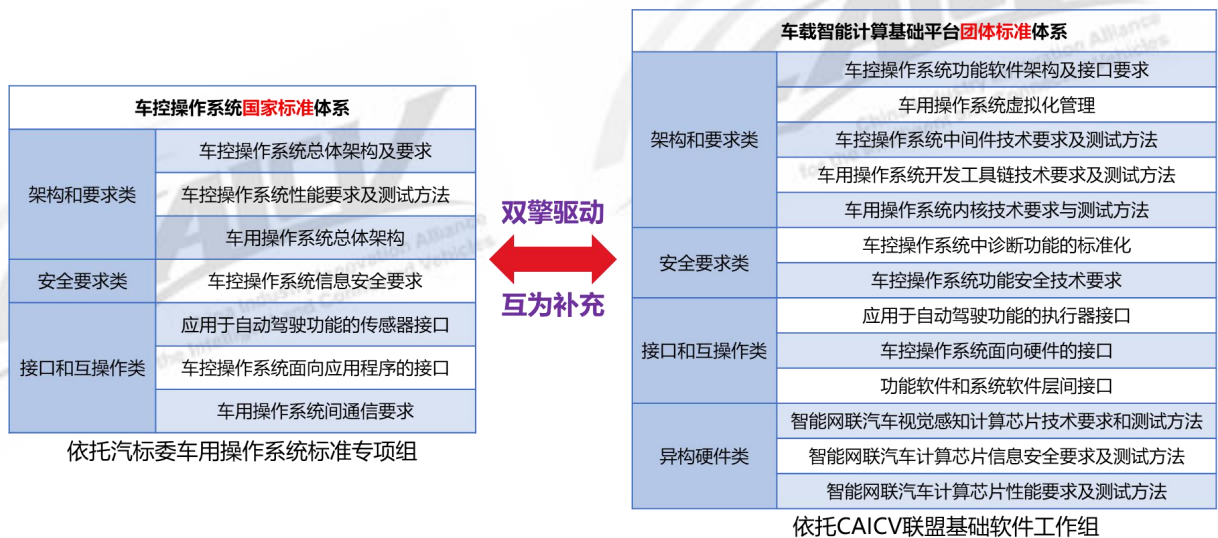 车控操作系统国家标准体系
架构和要求类
车控操作系统总体架构及要求
车控操作系统性能要求及测试方法
车用操作系统总体架构
安全要求类
车控操作系统信息安全要求
接口和互操作类
应用于自动驾驶功能的传感器接口
车控操作系统面向应用程序的接口
车用操作系统间通信要求
依托汽标委车用操作系统标准专项组
双擎驱动
互为补充
车载智能计算基础平台团体标准体系
架构和要求类
车控操作系统功能软件架构及接口要求
车用操作系统虚拟化管理
车控操作系统中间件技术要求及测试方法
车用操作系统开发工具链技术要求及测试方法
车用操作系统内核技术要求与测试方法
安全要求类
车控操作系统中诊断功能的标准化
车控操作系统功能安全技术要求
接口和互操作类
应用于自动驾驶功能的执行器接口
车控操作系统面向硬件的接口
功能软件和系统软件层间接口
异构硬件类
智能网联汽车视觉感知计算芯片技术要求和测试方法
智能网联汽车计算芯片信息安全要求及测试方法
智能网联汽车计算芯片性能要求及测试方法
依托CAICV联盟基础软件工作组